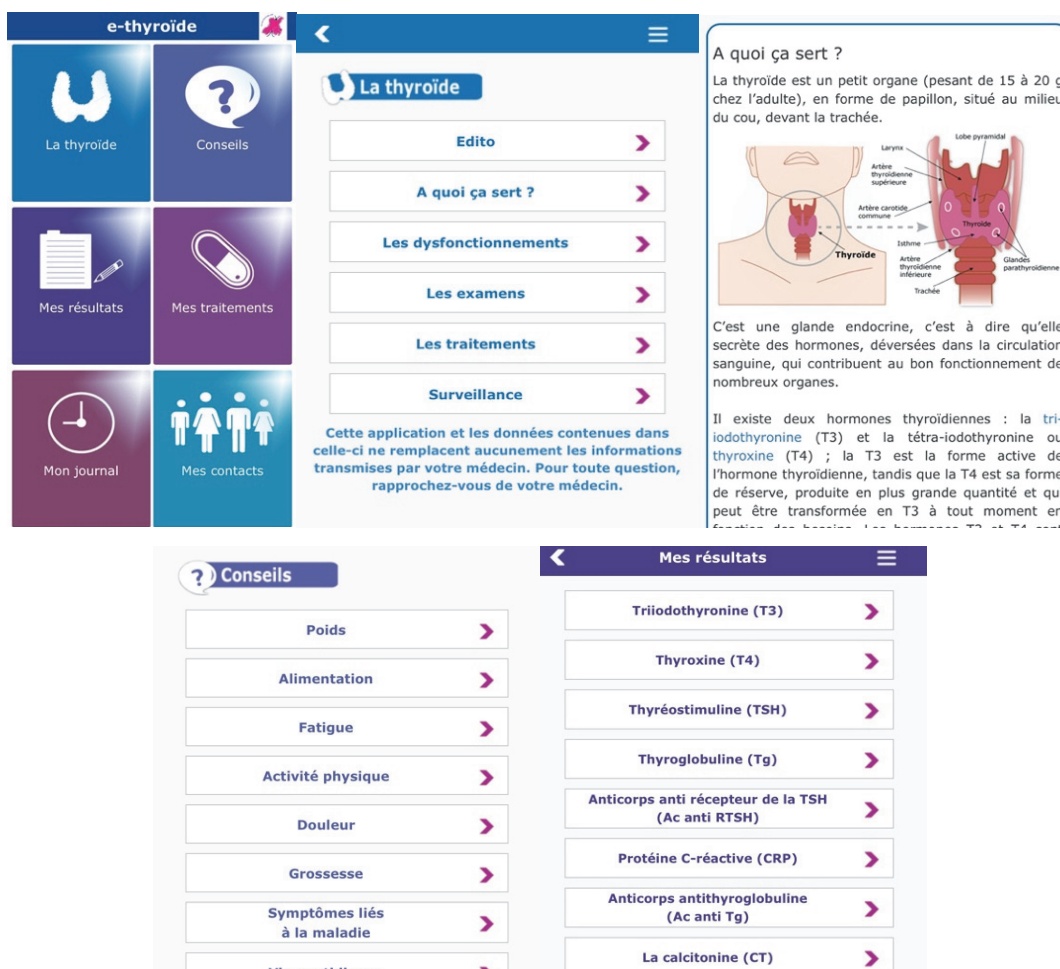 e-thyroïde
La thyroïde
Conseils
Mes résultats
Mes traitements
Mon journal
Mes contacts
La thyroïde
Edito
A quoi ça sert ?
Les dysfonctionnements
Les examens
Les traitements
Surveillance
Cette application et les données contenues dans
celle-ci ne remplacent aucunement les informations
transmises par votre médecin. Pour toute question,
rapprochez-vous de votre médecin.
A quoi ça sert ?
La thyroïde est un petit organe (pesant de 15 à 20 g
chez l'adulte), en forme de papillon, situé au milieu
du cou, devant la trachée.
Lobe pyramidal
Larynx
Artère
thyroïdienne
supérieure
Artère carotide
commune
Thyroïde
Thyroïde
Isthme
Artère
thyroïdienne
inférieure
Glandes
parathyroïdiennes
Trachée
C'est une glande endocrine, c'est à dire qu'elle
secrète des hormones, déversées dans la circulation
sanguine, qui contribuent au bon fonctionnement de
nombreux organes.
Il existe deux hormones thyroïdiennes : la tri-
iodothyronine (T3) et la tétra-iodothyronine ou
thyroxine (T4) ; la T3 est la forme active de
l'hormone thyroïdienne, tandis que la T4 est sa forme
de réserve, produite en plus grande quantité et qui
peut être transformée en T3 à tout moment en
fonction des besoins. Les hormones T3 et T4 sont
Conseils
Poids
Alimentation
Fatigue
Activité physique
Douleur
Grossesse
Symptômes liés
à la maladie
Mes résultats
Triiodothyronine (T3)
Thyroxine (T4)
Thyréostimuline (TSH)
Thyroglobuline (Tg)
Anticorps anti récepteur de la TSH
(Ac anti RTSH)
Protéine C-réactive (CRP)
Anticorps antithyroglobuline
(Ac anti Tg)
La calcitonine (CT)